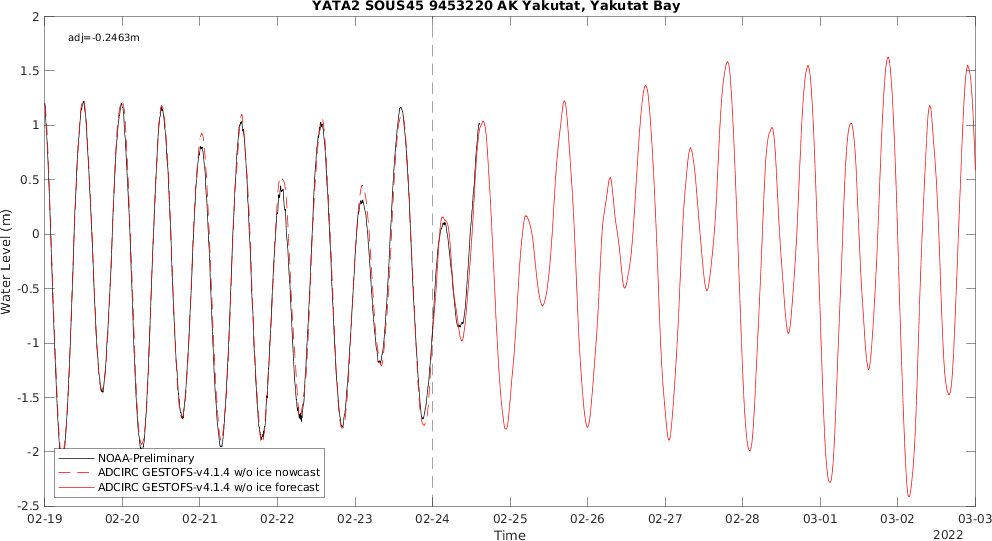 YATA2 SOUS45 9453220 AK Yakutat, Yakutat Bay
adj=-0.2463m
2
1.5
1
0.5
0
-0.5
-1
-1.5
-2
-2.5
Water Level (m)
NOAA-Preliminary
ADCIRC GESTOFS-v4.1.4 w/o ice nowcast
ADCIRC GESTOFS-v4.1.4 w/o ice forecast
02-19 02-20 02-21 02-22 02-23 02-24 02-25 02-26 02-27 02-28 03-01 03-02 03-03
Time
2022